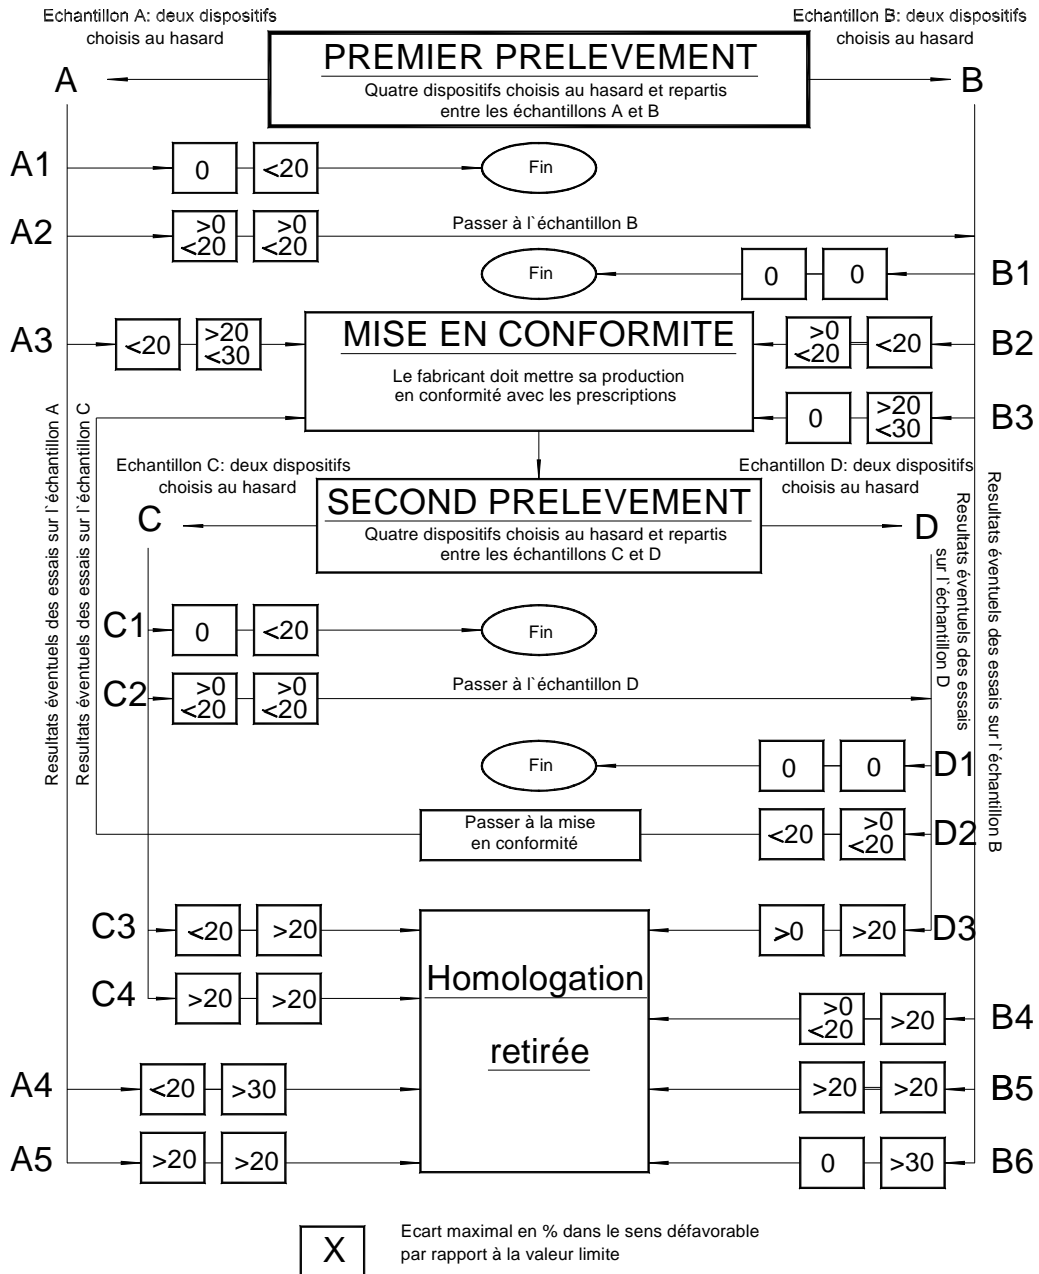 Echantillon A: deux dispositifs
choisis au hasard
Echantillon B: deux dispositifs
choisis au hasard
PREMIER PRELEVEMENT
Quatre dispositifs choisis au hasard et repartis
entre les échantillons A et B
A
B
A1
0
<20
Fin
A2
>0
<20
>0
<20
Passer à l`échantillon B
Fin
0
0
B1
A3
<20
>20
<30
MISE EN CONFORMITE
Le fabricant doit mettre sa production
en conformité avec les prescriptions
>0
<20
<20
B2
0
>20
<30
B3
Resultats éventuels des essais sur l`échantillon A
Resultats éventuels des essais sur l`échantillon C
Echantillon C: deux dispositifs
choisis au hasard
Echantillon D: deux dispositifs
choisis au hasard
SECOND PRELEVEMENT
Quatre dispositifs choisis au hasard et repartis
entre les échantillons C et D
C
D
Resultats éventuels des essais
sur l`échantillon D
Resultats éventuels des essais sur l`échantillon B
C1
0
<20
Fin
C2
>0
<20
>0
<20
Passer à l`échantillon D
Fin
0
0
D1
Passer à la mise
en conformité
<20
>0
<20
D2
C3
<20
>20
Homologation
retirée
>0
>20
D3
C4
>20
>20
>0
<20
>20
B4
A4
<20
>30
>20
>20
B5
A5
>20
>20
0
>30
B6
X
Ecart maximal en % dans le sens défavorable
par rapport à la valeur limite